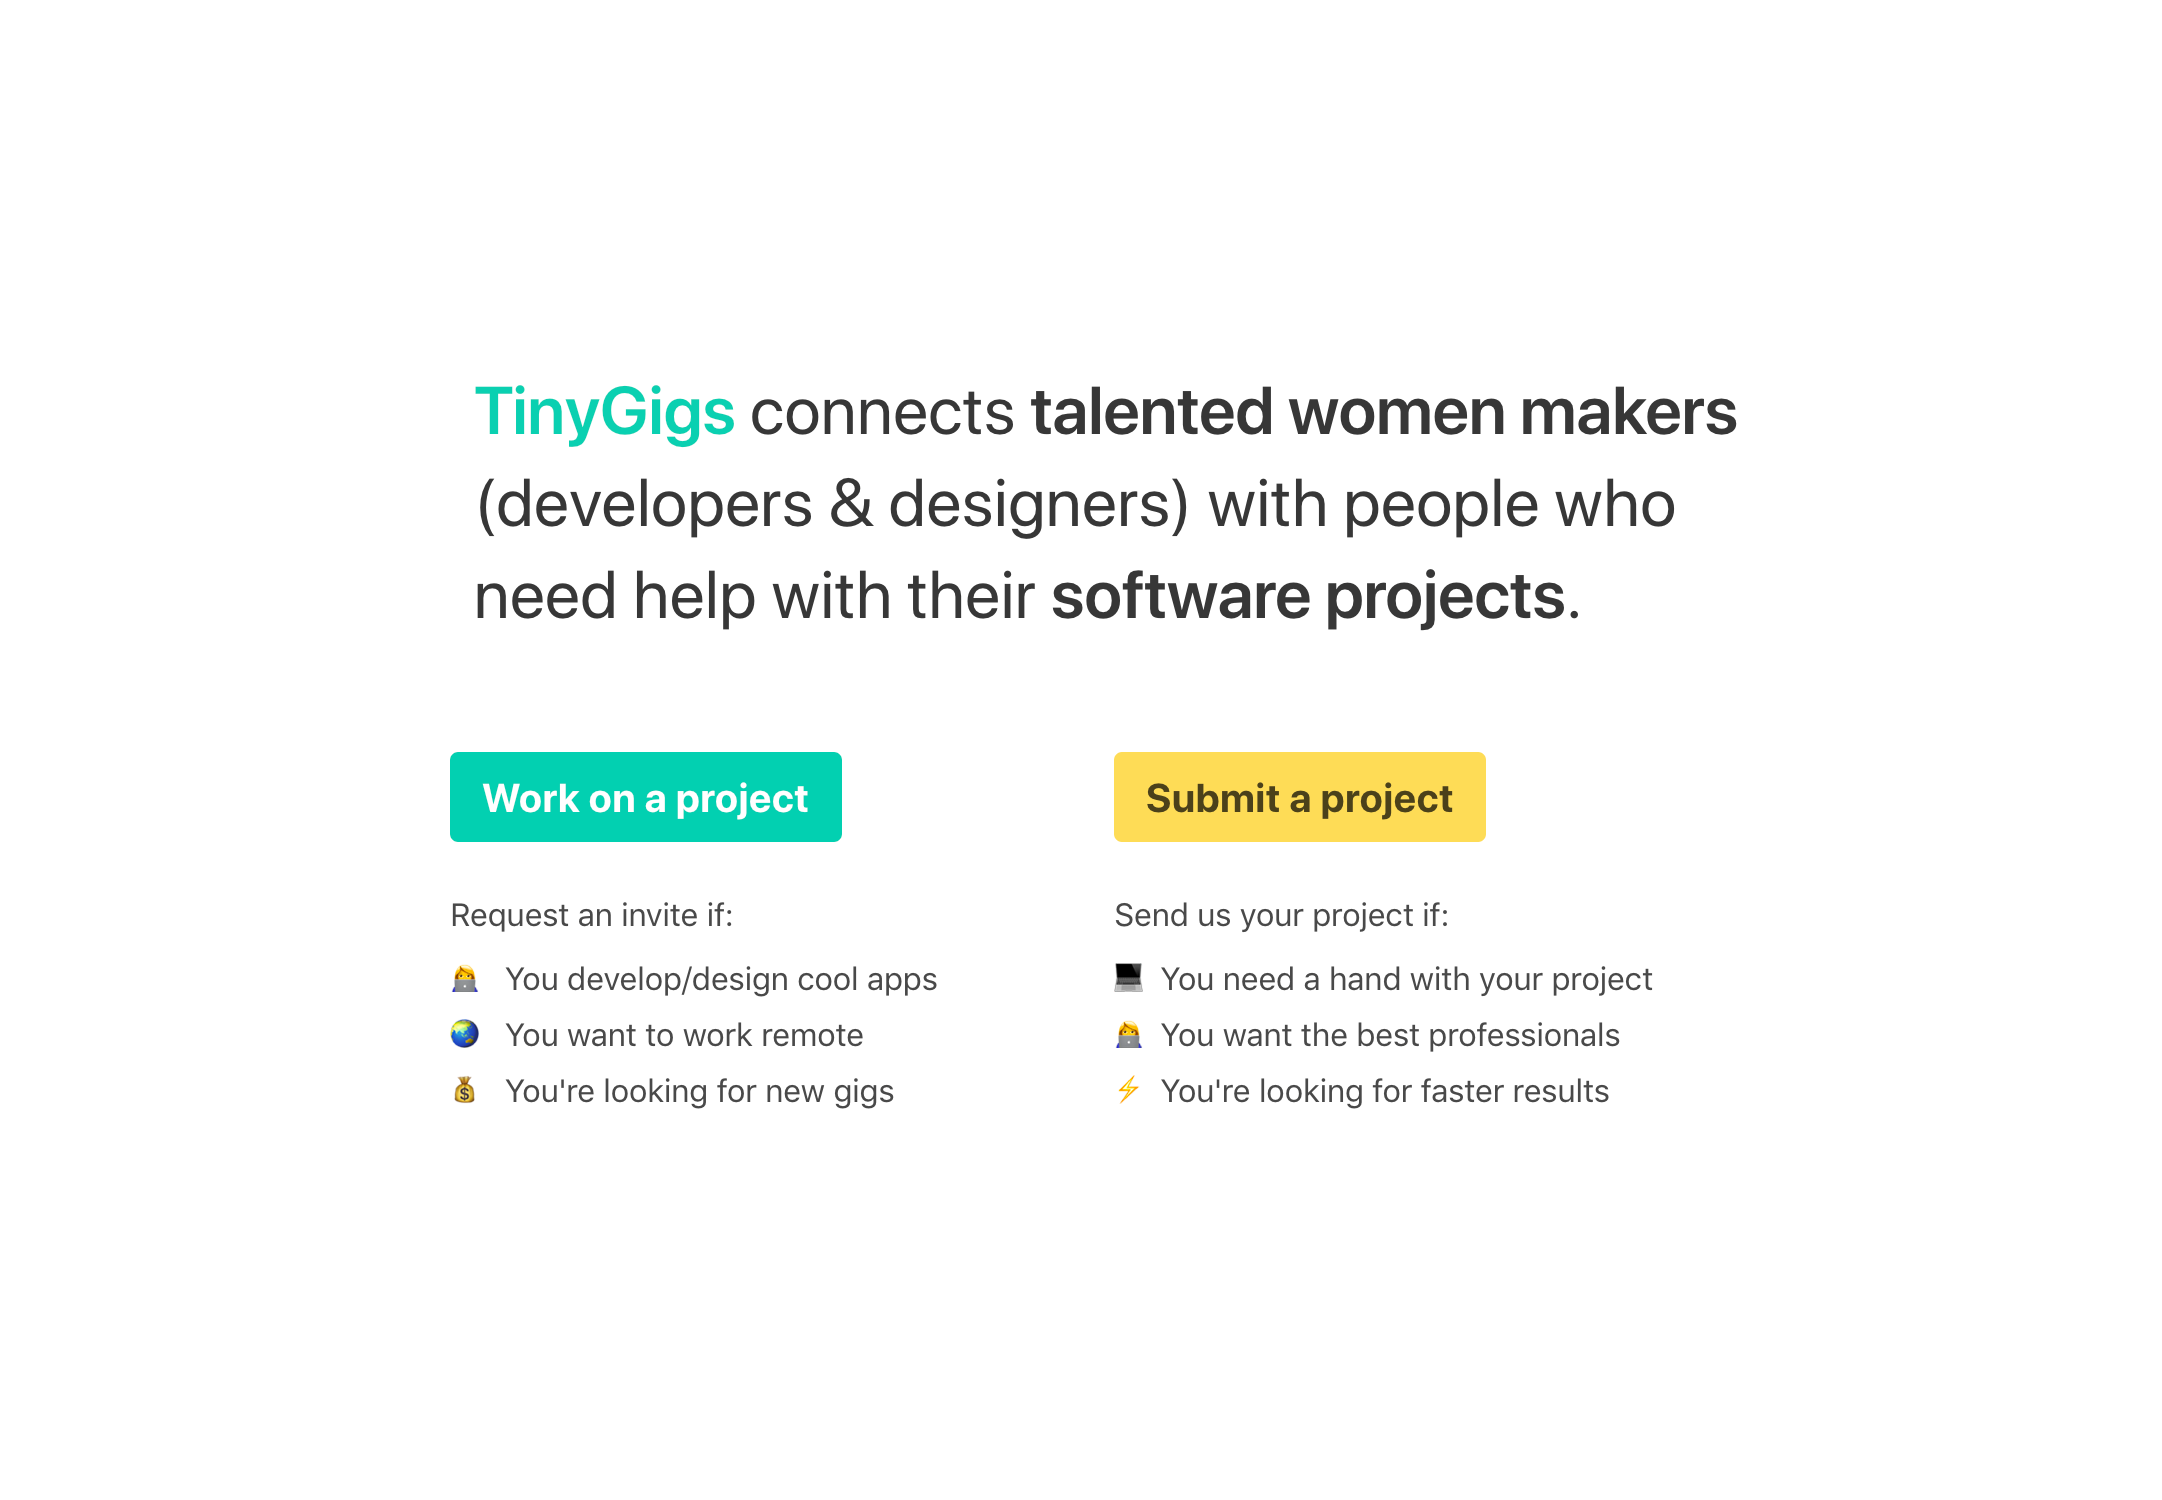 TinyGigs connects talented women makers
(developers & designers) with people who
need help with their software projects.
Work on a project
Request an invite if:
You develop/design cool apps
You want to work remote
You're looking for new gigs
Submit a project
Send us your project if:
You need a hand with your project
You want the best professionals
You're looking for faster results